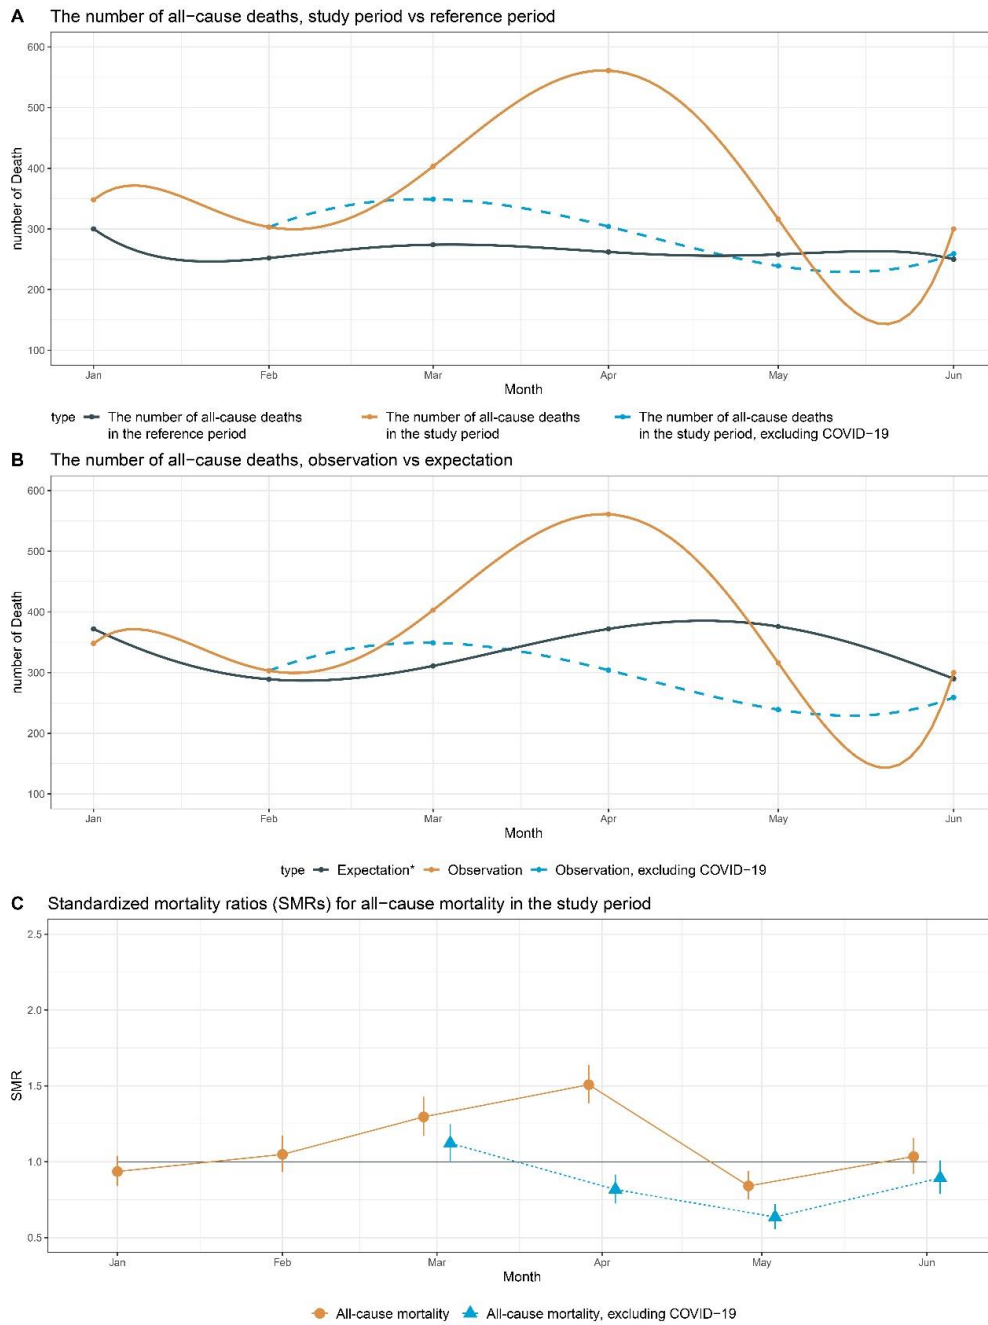 A The number of all−cause deaths, study period vs reference period
600
500
400
300
200
100
number of Death
Jan Feb Mar Apr May Jun
Month
type The number of all−cause deaths in the reference period
The number of all−cause deaths in the study period
The number of all−cause deaths in the study period, excluding COVID−19
B The number of all−cause deaths, observation vs expectation
600
500
400
300
200
100
number of Death
Jan Feb Mar Apr May Jun
Month
type Expectation* Observation Observation, excluding COVID−19
C Standardized mortality ratios (SMRs) for all−cause mortality in the study period
2.5
2.0
1.5
1.0
0.5
SMR
Jan Feb Mar Apr May Jun
Month
All−cause mortality All−cause mortality, excluding COVID−19